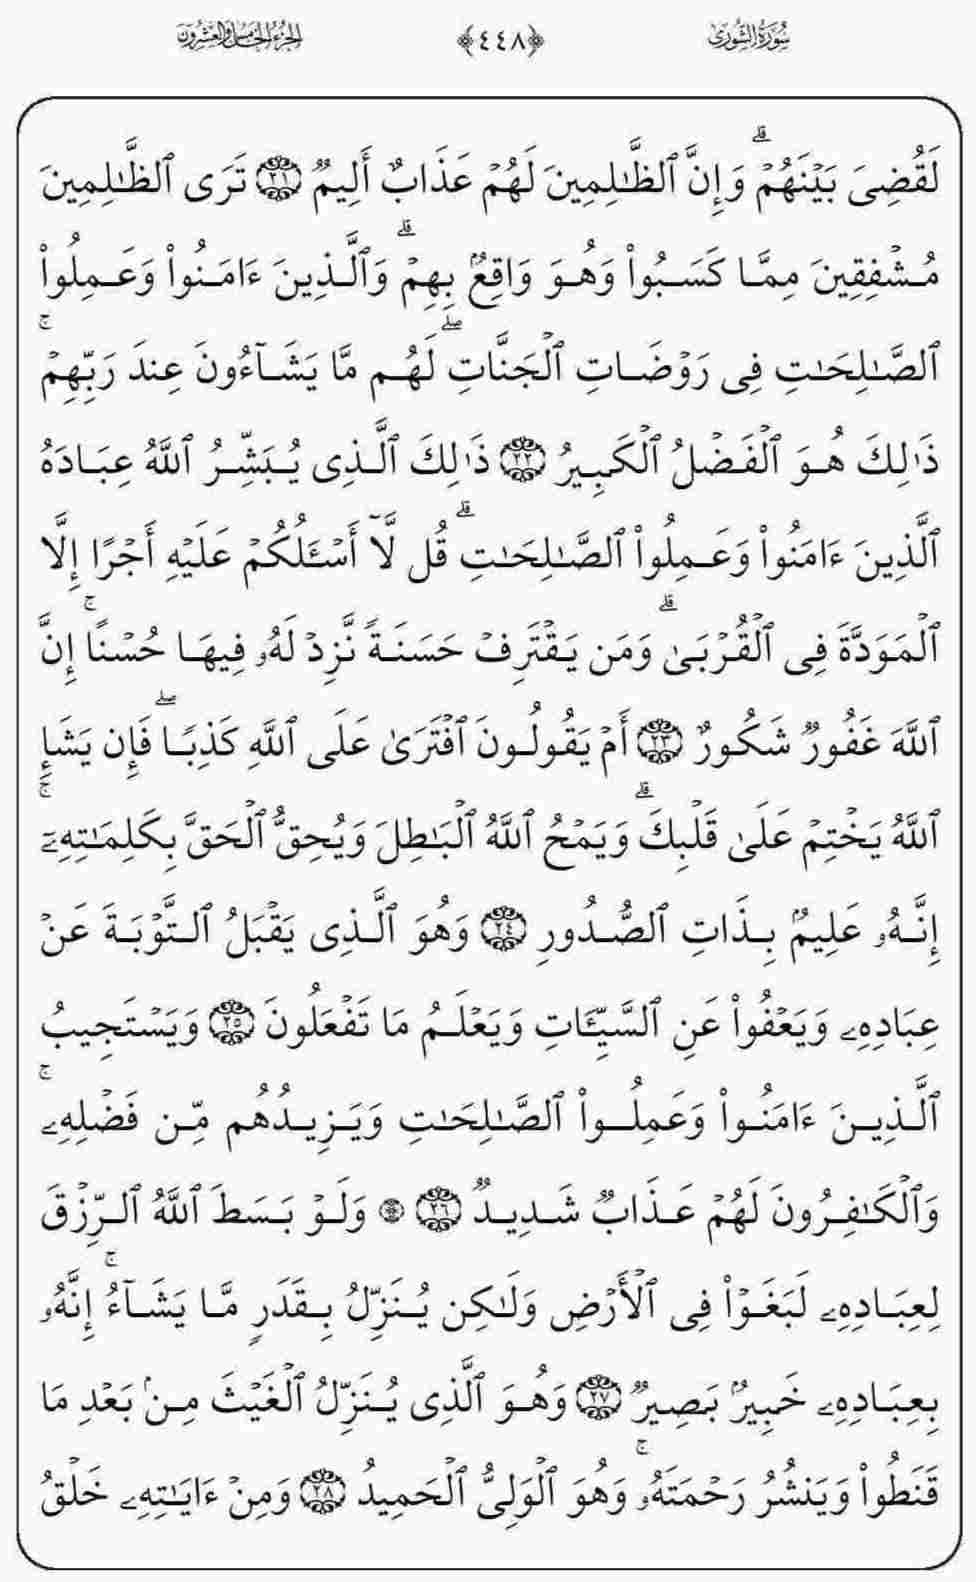 سُورَةُ الشُّورَىٰ ﴿٤٤٨﴾ الجُزْءُ الخَامِسُ وَالعِشْرُونَ
لَقُضِيَ بَيۡنَهُمۡۗ وَإِنَّ ٱلظَّٰلِمِينَ لَهُمۡ عَذَابٌ أَلِيمٞ ٢١ تَرَى ٱلظَّٰلِمِينَ
مُشۡفِقِينَ مِمَّا كَسَبُواْ وَهُوَ وَاقِعُۢ بِهِمۡۗ وَٱلَّذِينَ ءَامَنُواْ وَعَمِلُواْ
ٱلصَّٰلِحَٰتِ فِي رَوۡضَاتِ ٱلۡجَنَّاتِۖ لَهُم مَّا يَشَآءُونَ عِندَ رَبِّهِمۡۚ
ذَٰلِكَ هُوَ ٱلۡفَضۡلُ ٱلۡكَبِيرُ ٢٢ ذَٰلِكَ ٱلَّذِي يُبَشِّرُ ٱللَّهُ عِبَادَهُ
ٱلَّذِينَ ءَامَنُواْ وَعَمِلُواْ ٱلصَّٰلِحَٰتِۗ قُل لَّآ أَسۡـَٔلُكُمۡ عَلَيۡهِ أَجۡرًا إِلَّا
ٱلۡمَوَدَّةَ فِي ٱلۡقُرۡبَىٰۗ وَمَن يَقۡتَرِفۡ حَسَنَةٗ نَّزِدۡ لَهُۥ فِيهَا حُسۡنًاۚ إِنَّ
ٱللَّهَ غَفُورٞ شَكُورٌ ٢٣ أَمۡ يَقُولُونَ ٱفۡتَرَىٰ عَلَى ٱللَّهِ كَذِبٗاۖ فَإِن يَشَإِ
ٱللَّهُ يَخۡتِمۡ عَلَىٰ قَلۡبِكَۗ وَيَمۡحُ ٱللَّهُ ٱلۡبَٰطِلَ وَيُحِقُّ ٱلۡحَقَّ بِكَلِمَٰتِهِۦٓۚ
إِنَّهُۥ عَلِيمُۢ بِذَاتِ ٱلصُّدُورِ ٢٤ وَهُوَ ٱلَّذِي يَقۡبَلُ ٱلتَّوۡبَةَ عَنۡ
عِبَادِهِۦ وَيَعۡفُواْ عَنِ ٱلسَّيِّـَٔاتِ وَيَعۡلَمُ مَا تَفۡعَلُونَ ٢٥ وَيَسۡتَجِيبُ
ٱلَّذِينَ ءَامَنُواْ وَعَمِلُواْ ٱلصَّٰلِحَٰتِ وَيَزِيدُهُم مِّن فَضۡلِهِۦۚ
وَٱلۡكَٰفِرُونَ لَهُمۡ عَذَابٞ شَدِيدٞ ٢٦ ۞ وَلَوۡ بَسَطَ ٱللَّهُ ٱلرِّزۡقَ
لِعِبَادِهِۦ لَبَغَوۡاْ فِي ٱلۡأَرۡضِ وَلَٰكِن يُنَزِّلُ بِقَدَرٖ مَّا يَشَآءُۚ إِنَّهُۥ
بِعِبَادِهِۦ خَبِيرُۢ بَصِيرٞ ٢٧ وَهُوَ ٱلَّذِي يُنَزِّلُ ٱلۡغَيۡثَ مِنۢ بَعۡدِ مَا
قَنَطُواْ وَيَنشُرُ رَحۡمَتَهُۥۚ وَهُوَ ٱلۡوَلِيُّ ٱلۡحَمِيدُ ٢٨ وَمِنۡ ءَايَٰتِهِۦ خَلۡقُ